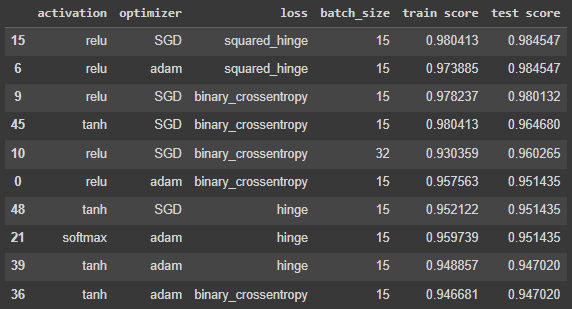 activation optimizer loss batch_size train score test score
15 relu SGD squared_hinge 15 0.980413 0.984547
6 relu adam squared_hinge 15 0.973885 0.984547
9 relu SGD binary_crossentropy 15 0.978237 0.980132
45 tanh SGD binary_crossentropy 15 0.980413 0.964680
10 relu SGD binary_crossentropy 32 0.930359 0.960265
0 relu adam binary_crossentropy 15 0.957563 0.951435
48 tanh SGD hinge 15 0.952122 0.951435
21 softmax adam hinge 15 0.959739 0.951435
39 tanh adam hinge 15 0.948857 0.947020
36 tanh adam binary_crossentropy 15 0.946681 0.947020